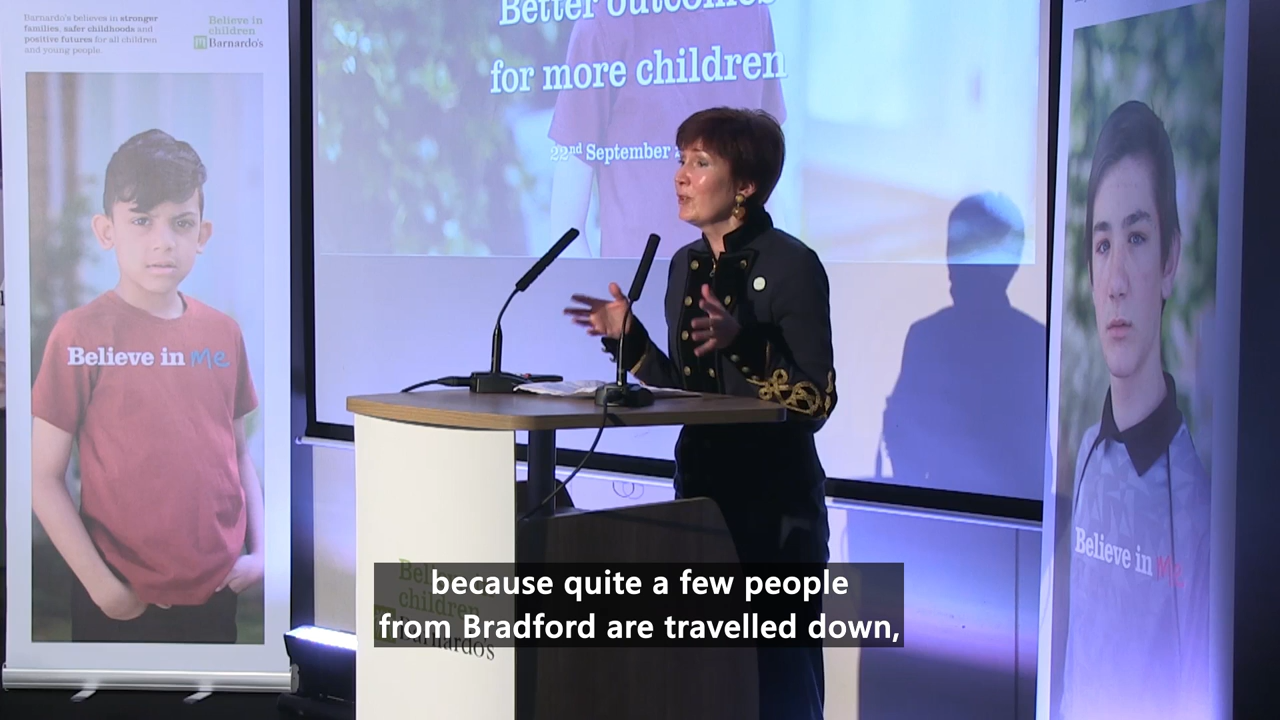 Barnardo's believes in stronger
families, safer childhoods and
positive futures for all children
and young people.
Believe in
children
Barnardo's
Believe in me
Better outcomes
for more children
22nd September
Believe in me
Believe in
children
Barnardo's
because quite a few people
from Bradford are travelled down,